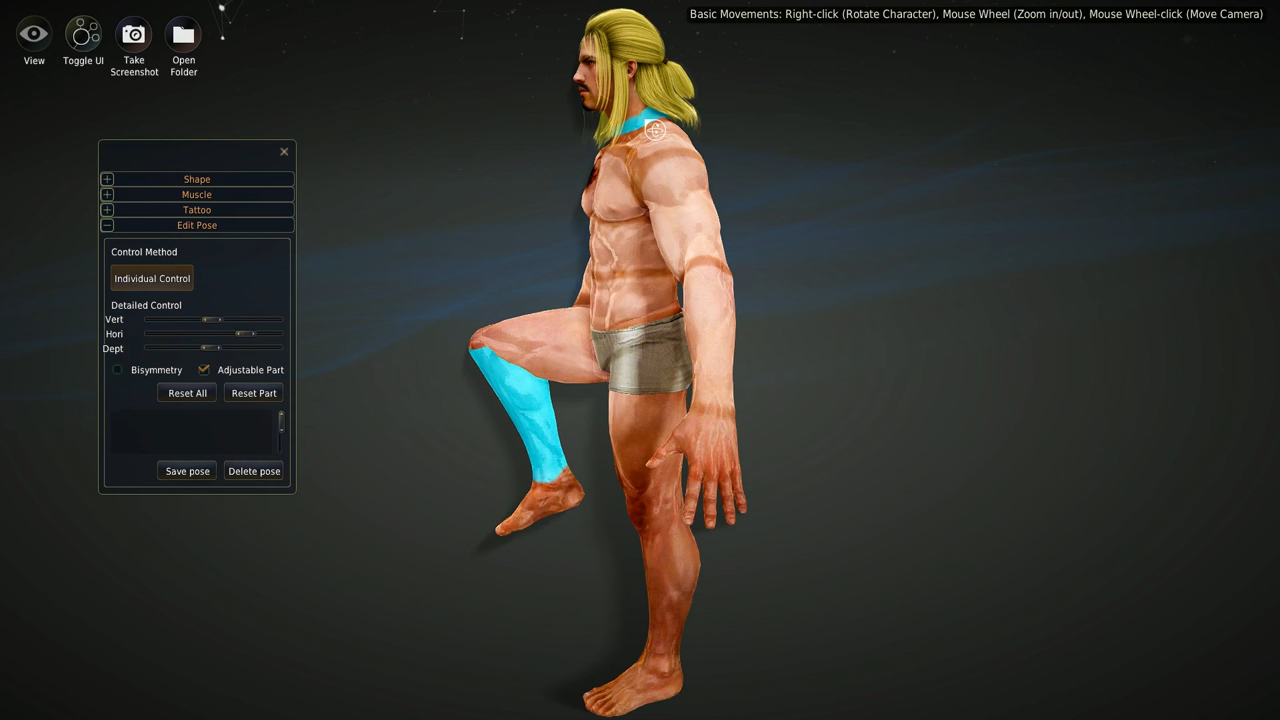 Basic Movements: Right-click (Rotate Character), Mouse Wheel (Zoom in/out), Mouse Wheel-click (Move Camera)
View
Toggle UI
Take
Screenshot
Open
Folder
Shape
Muscle
Tattoo
Edit Pose
Control Method
Individual Control
Detailed Control
Vert
Hori
Dept
Bisymmetry
Adjustable Part
Reset All
Reset Part
Save pose
Delete pose